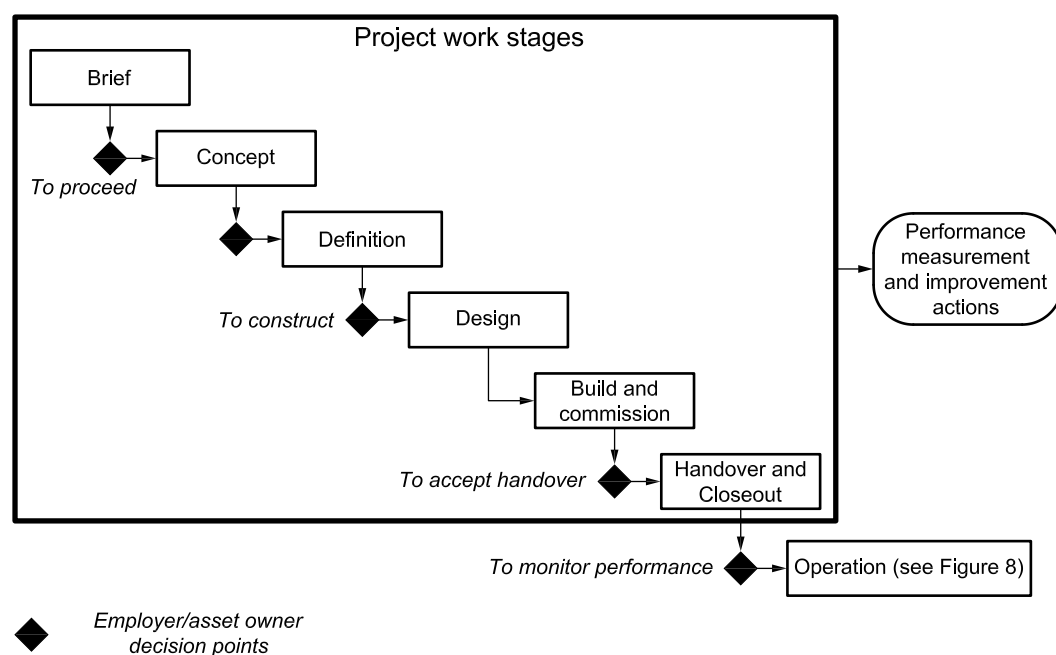 Project work stages
Brief
To proceed
Concept
Definition
To construct
Design
Build and
commission
To accept handover
Handover and
Closeout
To monitor performance
Operation (see Figure 8)
Performance
measurement
and improvement
actions
Employer/asset owner
decision points